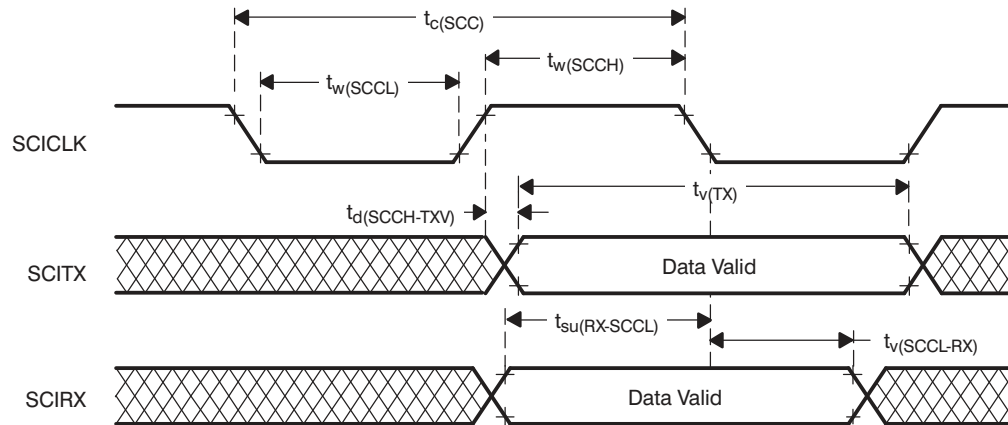 tc(SCC)
tw(SCCH)
tw(SCCL)
SCICLK
tv(TX)
td(SCCH-TXV)
SCITX
Data Valid
tsu(RX-SCCL)
tv(SCCL-RX)
SCIRX
Data Valid